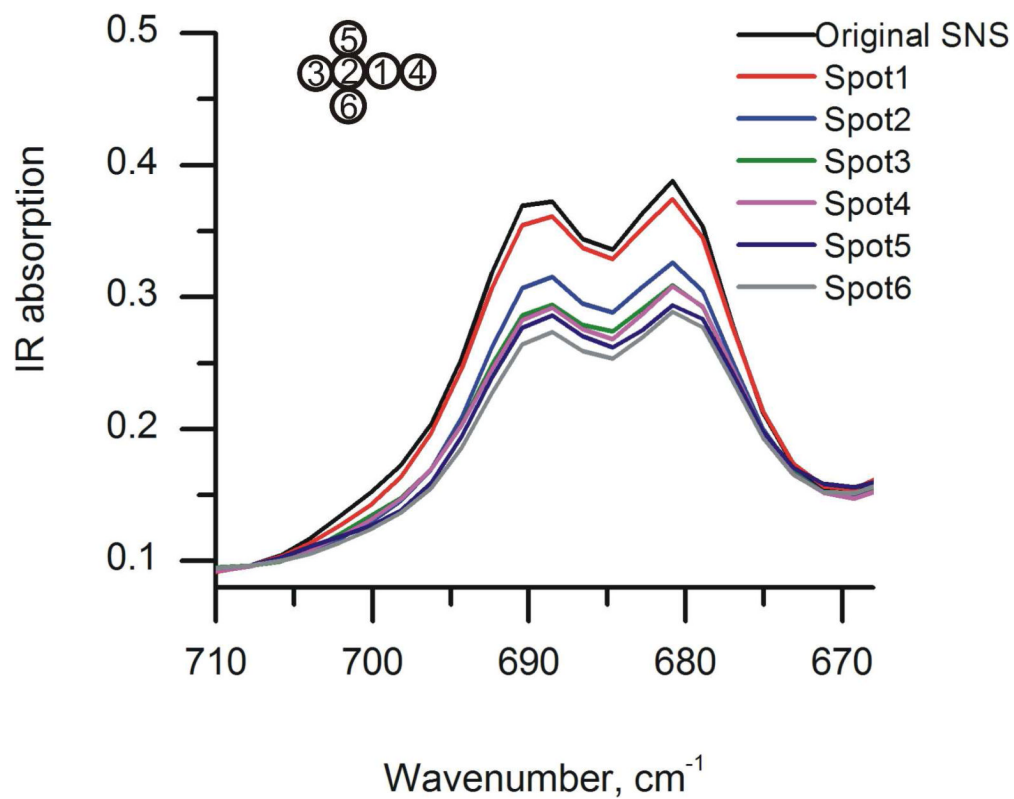 0.5
0.4
0.3
0.2
0.1
IR absorption
5
3 2 1 4
6
Original SNS
Spot1
Spot2
Spot3
Spot4
Spot5
Spot6
710 700 690 680 670
Wavenumber, cm⁻¹